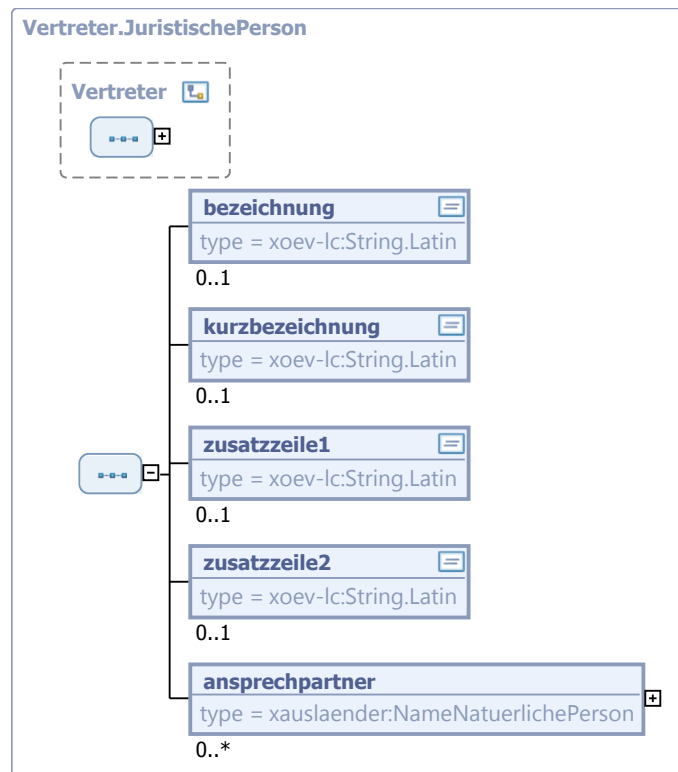 Vertreter.JuristischePerson
Vertreter
bezeichnung
type = xoev-lc:String.Latin
0..1
kurzbezeichnung
type = xoev-lc:String.Latin
0..1
zusatzzeile1
type = xoev-lc:String.Latin
0..1
zusatzzeile2
type = xoev-lc:String.Latin
0..1
ansprechpartner
type = xauslaender:NameNatuerlichePerson
0..*